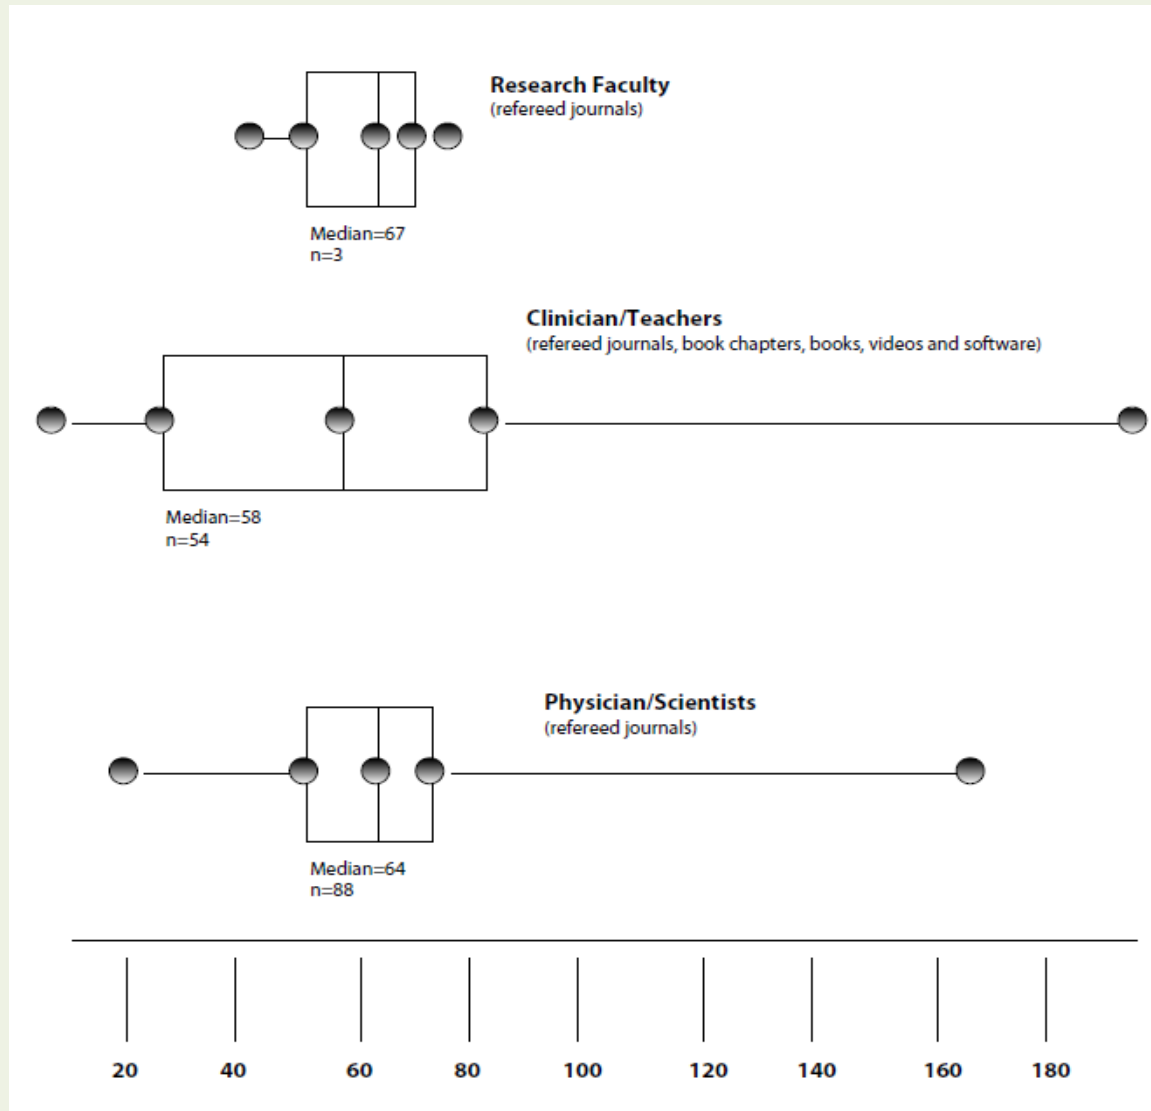 Research Faculty
(refereed journals)
Median=67
n=3
Clinician/Teachers
(refereed journals, book chapters, books, videos and software)
Median=58
n=54
Physician/Scientists
(refereed journals)
Median=64
n=88
20 40 60 80 100 120 140 160 180